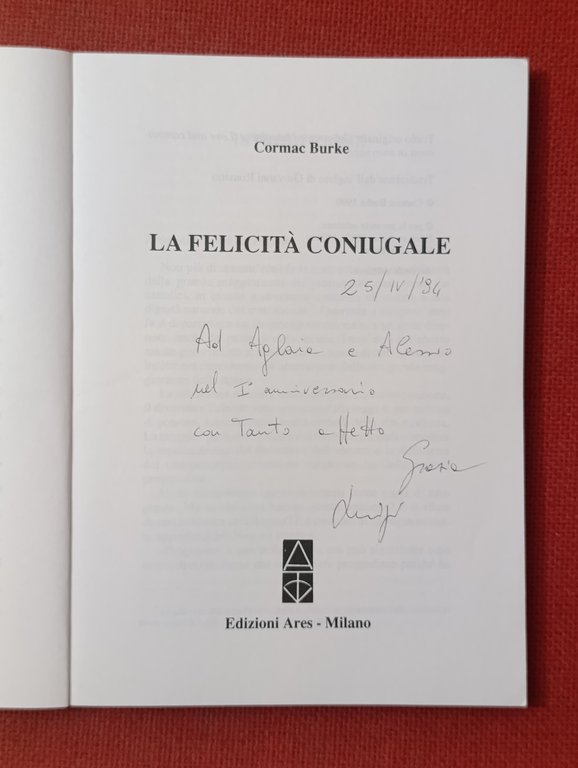 Cormac Burke
LA FELICITÀ CONIUGALE
25/IV/'94
Ad Aglaia e Alessio
nel I° anniversario
con Tanto affetto
Grazia
Luigi
Edizioni Ares - Milano